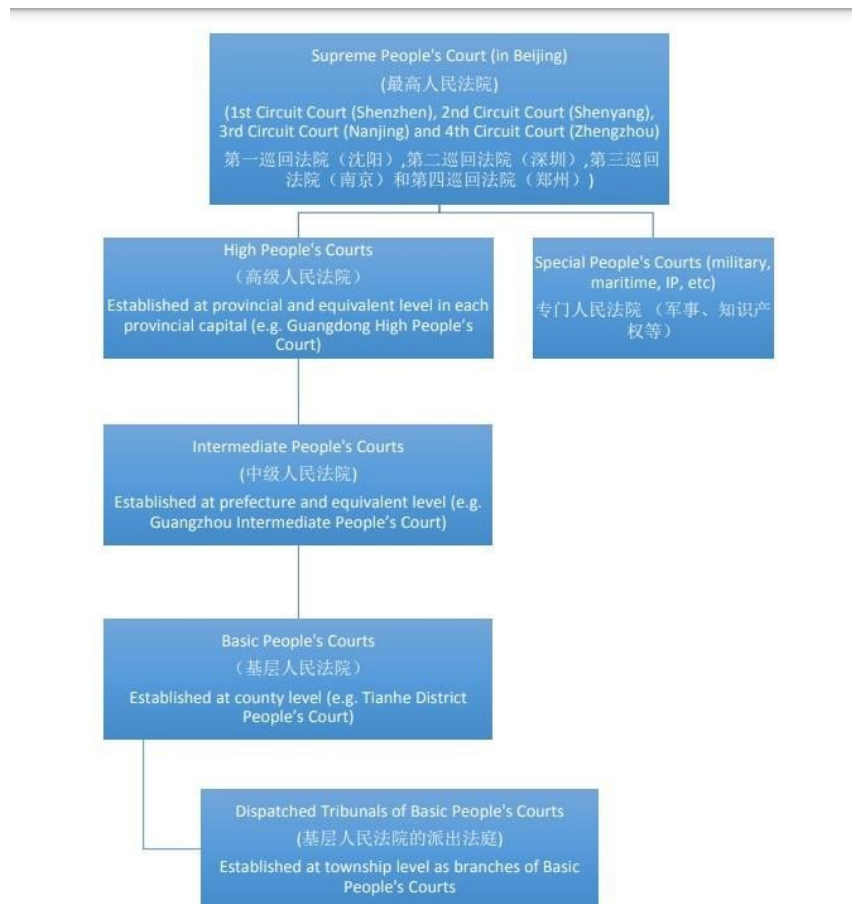 Supreme People's Court (in Beijing)
(最高人民法院)
(1st Circuit Court (Shenzhen), 2nd Circuit Court (Shenyang),
3rd Circuit Court (Nanjing) and 4th Circuit Court (Zhengzhou)
第一巡回法院（沈阳）,第二巡回法院（深圳）,第三巡回
法院（南京）和第四巡回法院（郑州）)
High People's Courts
（高级人民法院）
Established at provincial and equivalent level in each
provincial capital (e.g. Guangdong High People's
Court)
Special People's Courts (military,
maritime, IP, etc)
专门人民法院 （军事、知识产
权等）
Intermediate People's Courts
(中级人民法院)
Established at prefecture and equivalent level (e.g.
Guangzhou Intermediate People's Court)
Basic People's Courts
（基层人民法院）
Established at county level (e.g. Tianhe District
People's Court)
Dispatched Tribunals of Basic People's Courts
(基层人民法院的派出法庭)
Established at township level as branches of Basic
People's Courts